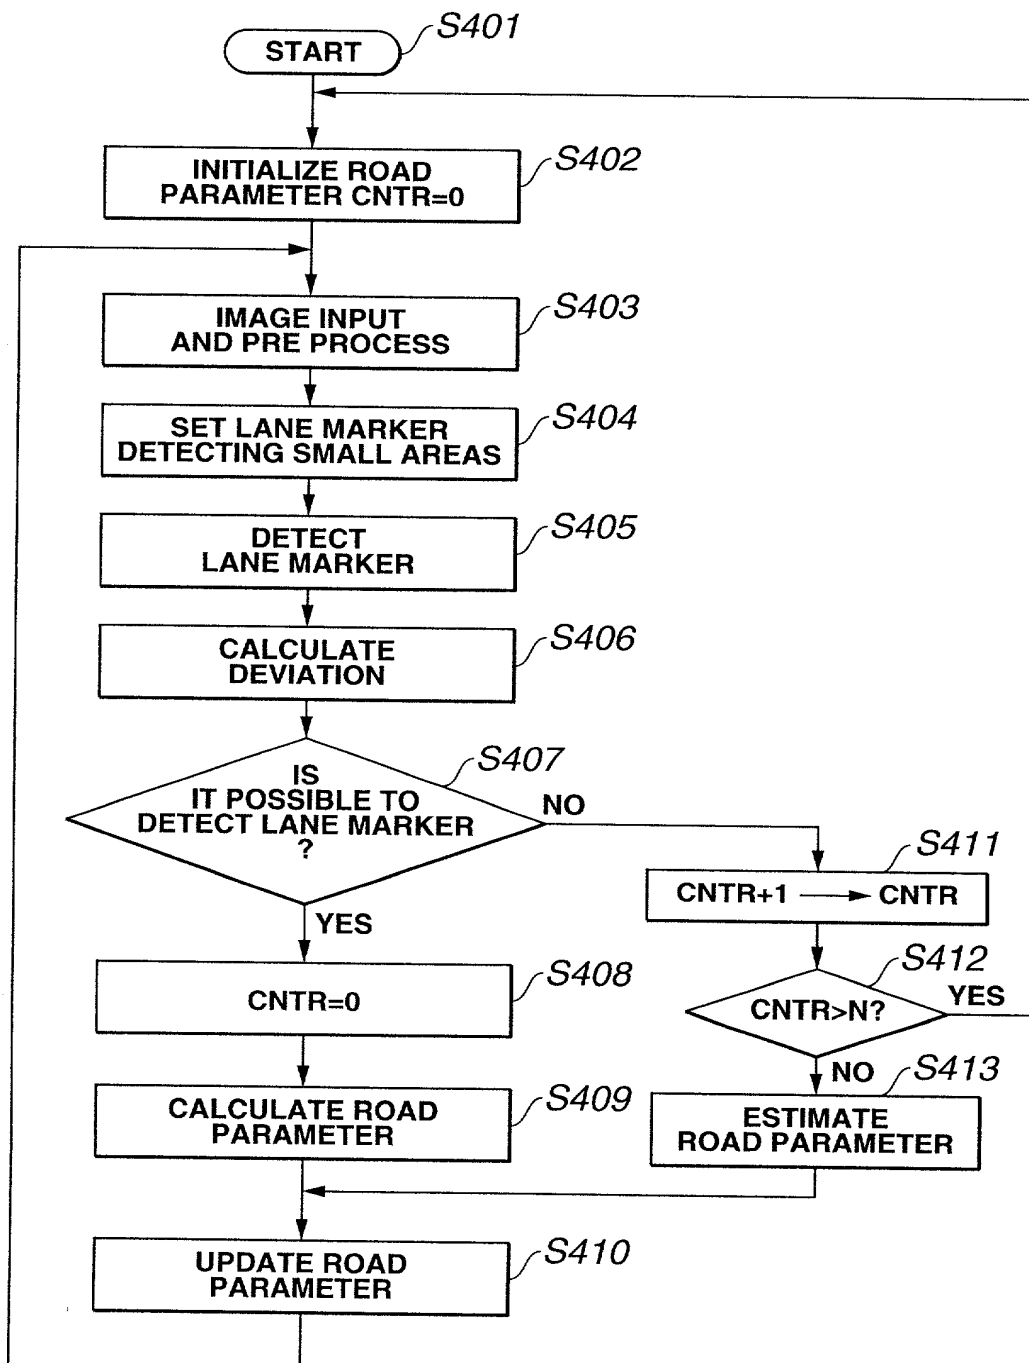 START
S401
INITIALIZE ROAD
PARAMETER CNTR=0
S402
IMAGE INPUT
AND PRE PROCESS
S403
SET LANE MARKER
DETECTING SMALL AREAS
S404
DETECT
LANE MARKER
S405
CALCULATE
DEVIATION
S406
IS
IT POSSIBLE TO
DETECT LANE MARKER
?
S407
NO
YES
CNTR+1 → CNTR
S411
CNTR>N?
S412
YES
NO
CNTR=0
S408
CALCULATE ROAD
PARAMETER
S409
ESTIMATE
ROAD PARAMETER
S413
UPDATE ROAD
PARAMETER
S410